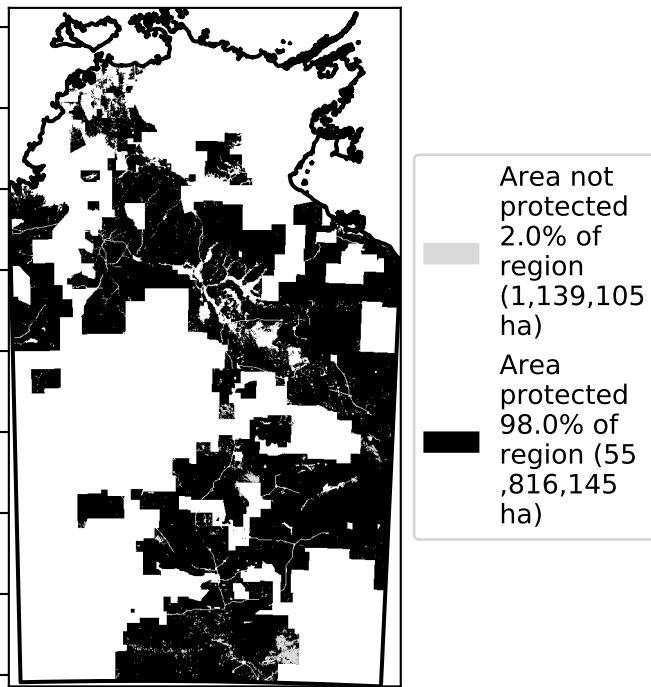 Area not
protected
2.0% of
region
(1,139,105
ha)
Area
protected
98.0% of
region (55
,816,145
ha)